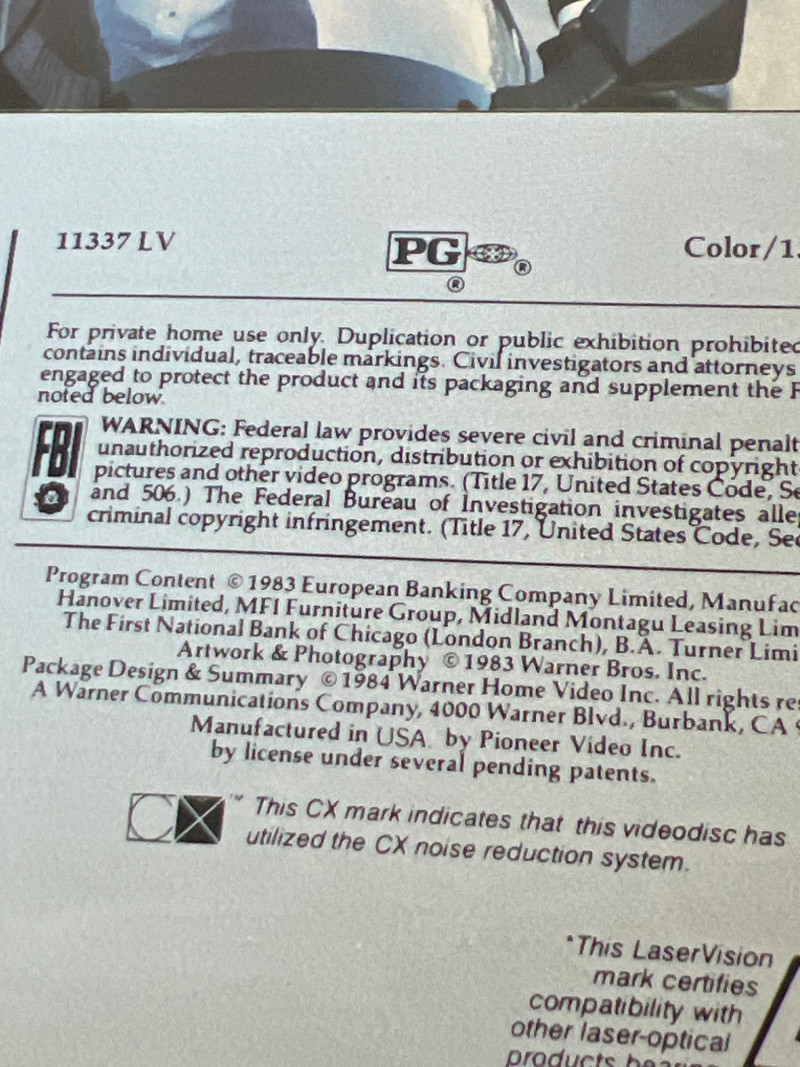 11337 LV
PG ®
®
Color/1
For private home use only. Duplication or public exhibition prohibited
contains individual, traceable markings. Civil investigators and attorneys
engaged to protect the product and its packaging and supplement the F
noted below.
FBI
WARNING: Federal law provides severe civil and criminal penalt
unauthorized reproduction, distribution or exhibition of copyright
pictures and other video programs. (Title 17, United States Code, Se
and 506.) The Federal Bureau of Investigation investigates alle
criminal copyright infringement. (Title 17, United States Code, Sec
Program Content © 1983 European Banking Company Limited, Manufac
Hanover Limited, MFI Furniture Group, Midland Montagu Leasing Lim
The First National Bank of Chicago (London Branch), B.A. Turner Limi
Artwork & Photography © 1983 Warner Bros. Inc.
Package Design & Summary © 1984 Warner Home Video Inc. All rights res
A Warner Communications Company, 4000 Warner Blvd., Burbank, CA 9
Manufactured in USA. by Pioneer Video Inc.
by license under several pending patents.
CX ™ This CX mark indicates that this videodisc has
utilized the CX noise reduction system.
*This LaserVision
mark certifies
compatibility with
other laser-optical
products bearing